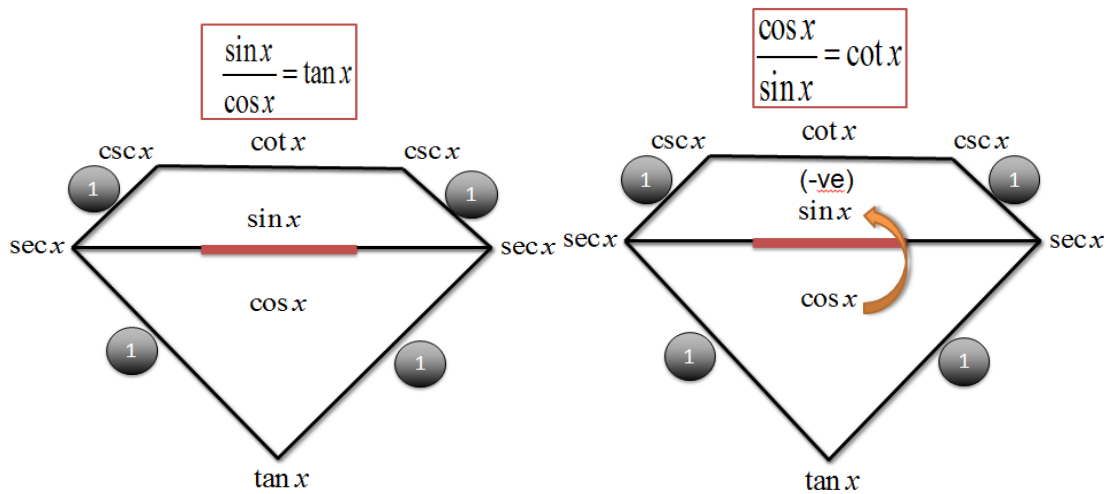 sin x
cos x
= tan x
cot x
csc x
csc x
1
1
sin x
sec x
sec x
cos x
1
1
tan x
cos x
sin x
= cot x
cot x
csc x
csc x
1
1
(-ve)
sin x
sec x
sec x
cos x
1
1
tan x